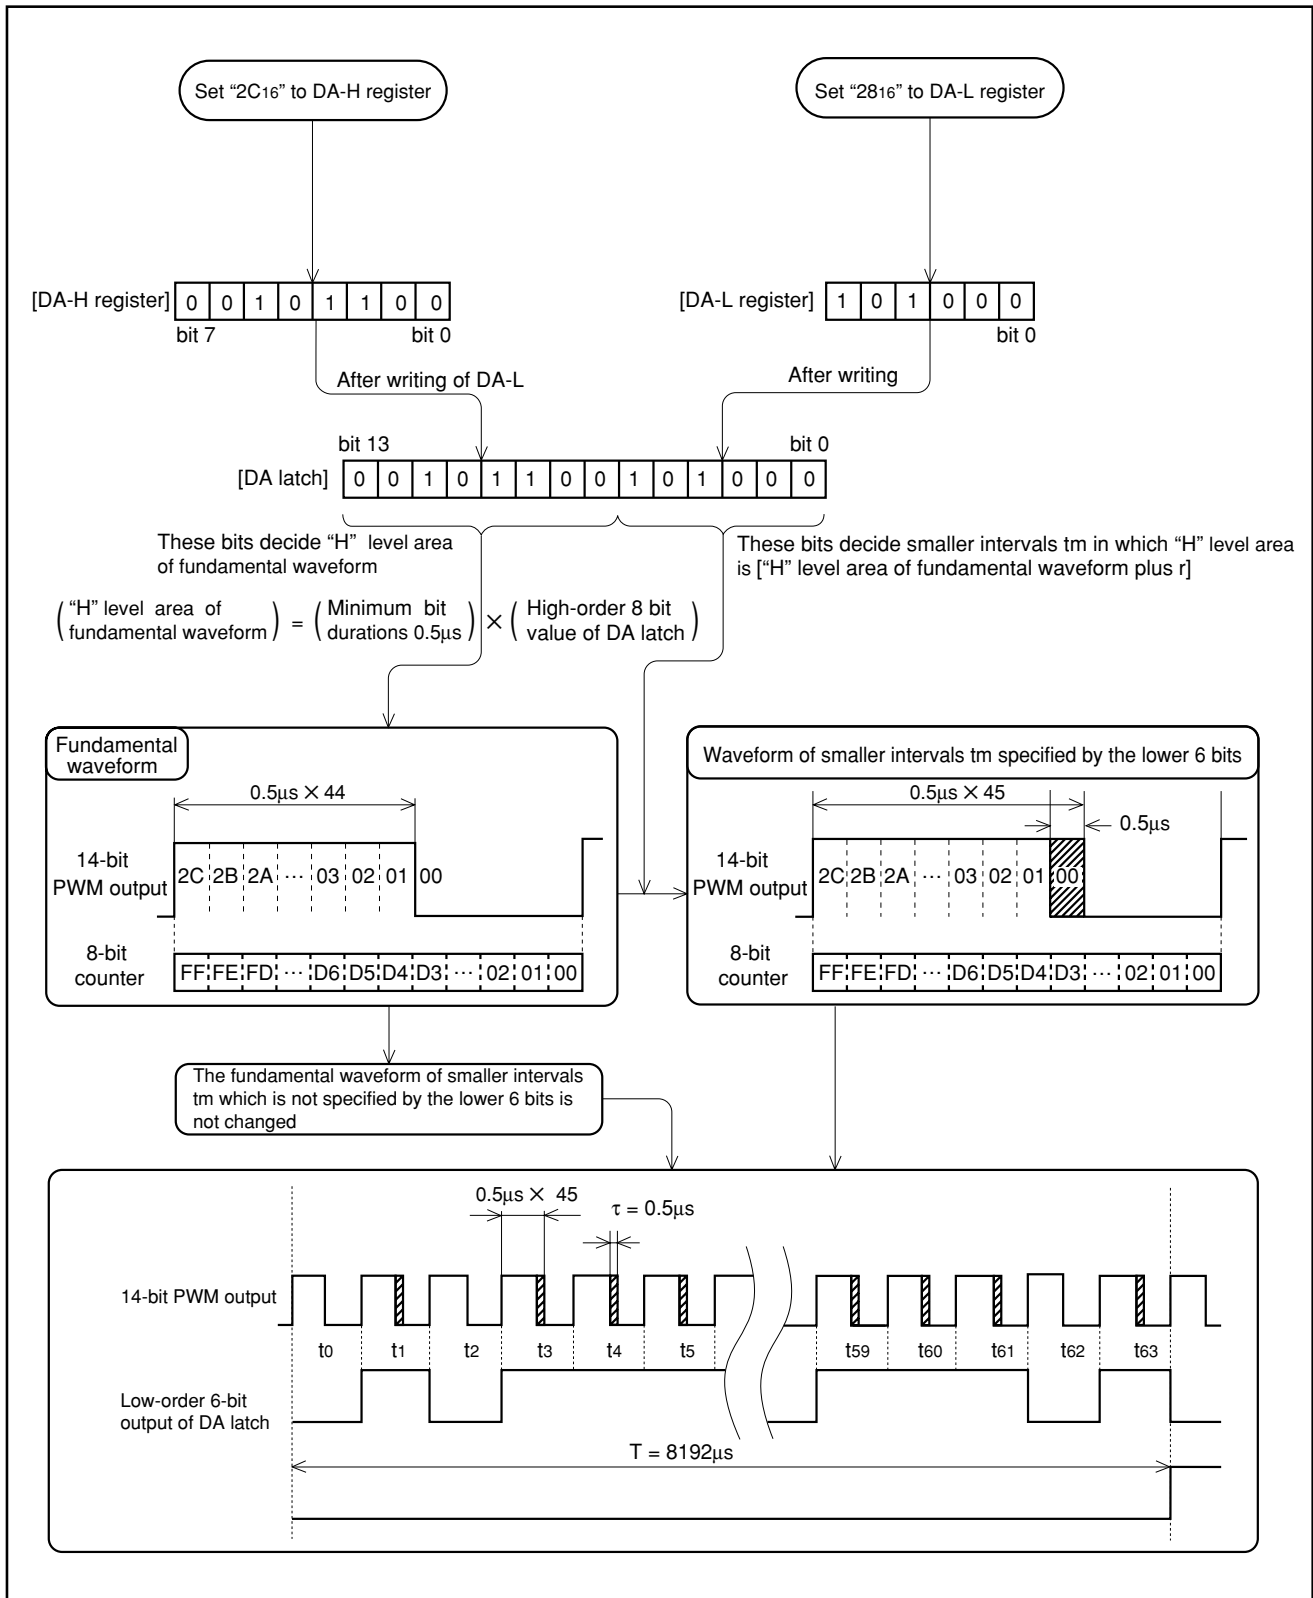 Set “2C16” to DA-H register
Set “2816” to DA-L register
[DA-H register] 0 0 1 0 1 1 0 0
bit 7 bit 0
[DA-L register] 1 0 1 0 0 0
bit 0
After writing of DA-L
After writing
bit 13 bit 0
[DA latch] 0 0 1 0 1 1 0 0 1 0 1 0 0 0
These bits decide “H” level area
of fundamental waveform
These bits decide smaller intervals tm in which “H” level area
is [“H” level area of fundamental waveform plus r]
(“H” level area of fundamental waveform) = (Minimum bit durations 0.5μs) × (High-order 8 bit value of DA latch)
Fundamental
waveform
0.5μs × 44
14-bit
PWM output
2C 2B 2A ··· 03 02 01 00
8-bit
counter
FF FE FD ··· D6 D5 D4 D3 ··· 02 01 00
Waveform of smaller intervals tm specified by the lower 6 bits
0.5μs × 45
0.5μs
14-bit
PWM output
2C 2B 2A ··· 03 02 01 00
8-bit
counter
FF FE FD ··· D6 D5 D4 D3 ··· 02 01 00
The fundamental waveform of smaller intervals
tm which is not specified by the lower 6 bits is
not changed
0.5μs × 45
τ = 0.5μs
14-bit PWM output
t0 t1 t2 t3 t4 t5 t59 t60 t61 t62 t63
Low-order 6-bit
output of DA latch
T = 8192μs